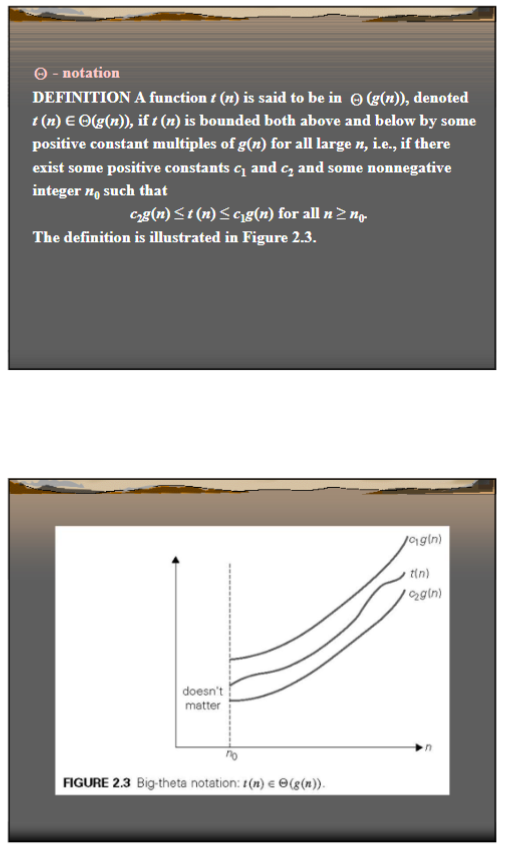 Θ - notation
DEFINITION A function t (n) is said to be in Θ (g(n)), denoted
t (n) ∈ Θ(g(n)), if t (n) is bounded both above and below by some
positive constant multiples of g(n) for all large n, i.e., if there
exist some positive constants c₁ and c₂ and some nonnegative
integer n₀ such that
c₂g(n) ≤ t (n) ≤ c₁g(n) for all n ≥ n₀.
The definition is illustrated in Figure 2.3.
c₁g(n)
t(n)
c₂g(n)
doesn't
matter
n
n₀
FIGURE 2.3 Big-theta notation: t(n) ∈ Θ(g(n)).